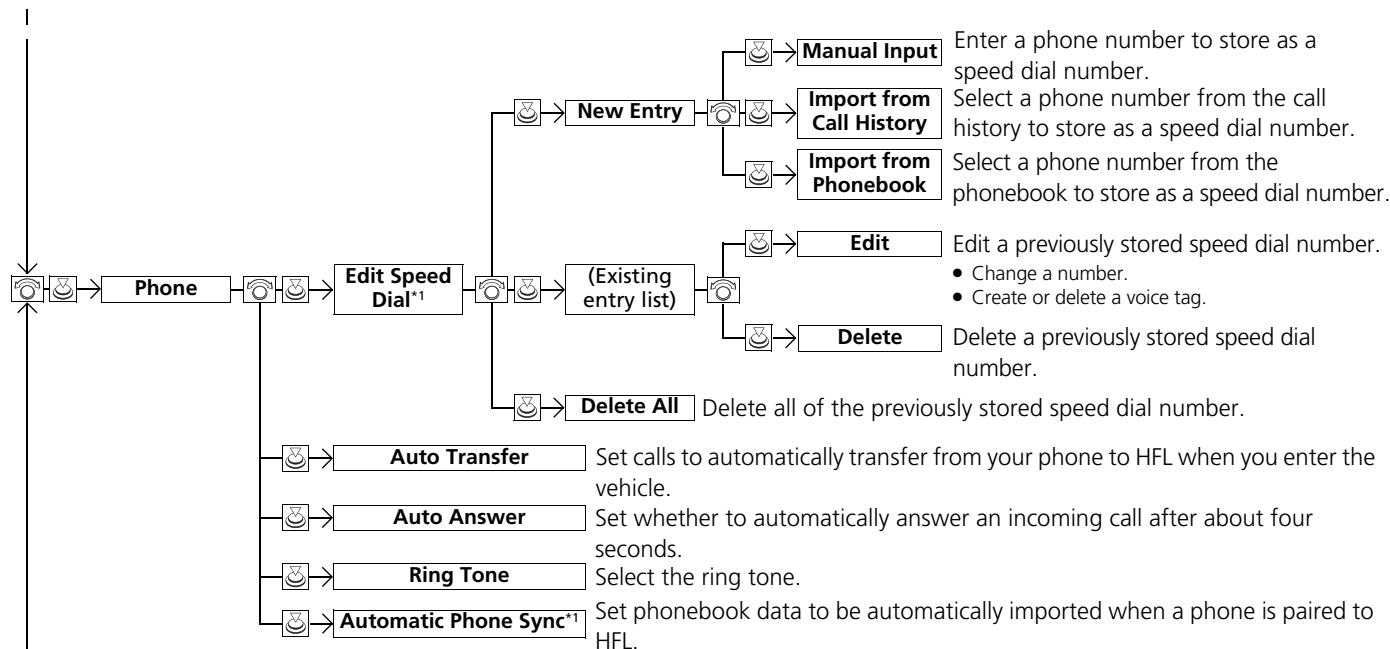 Manual Input
Enter a phone number to store as a
speed dial number.
New Entry
Import from
Call History
Select a phone number from the call
history to store as a speed dial number.
Import from
Phonebook
Select a phone number from the
phonebook to store as a speed dial number.
Phone
Edit Speed
Dial*1
(Existing
entry list)
Edit
Edit a previously stored speed dial number.
● Change a number.
● Create or delete a voice tag.
Delete
Delete a previously stored speed dial
number.
Delete All
Delete all of the previously stored speed dial number.
Auto Transfer
Set calls to automatically transfer from your phone to HFL when you enter the
vehicle.
Auto Answer
Set whether to automatically answer an incoming call after about four
seconds.
Ring Tone
Select the ring tone.
Automatic Phone Sync*1
Set phonebook data to be automatically imported when a phone is paired to
HFL.